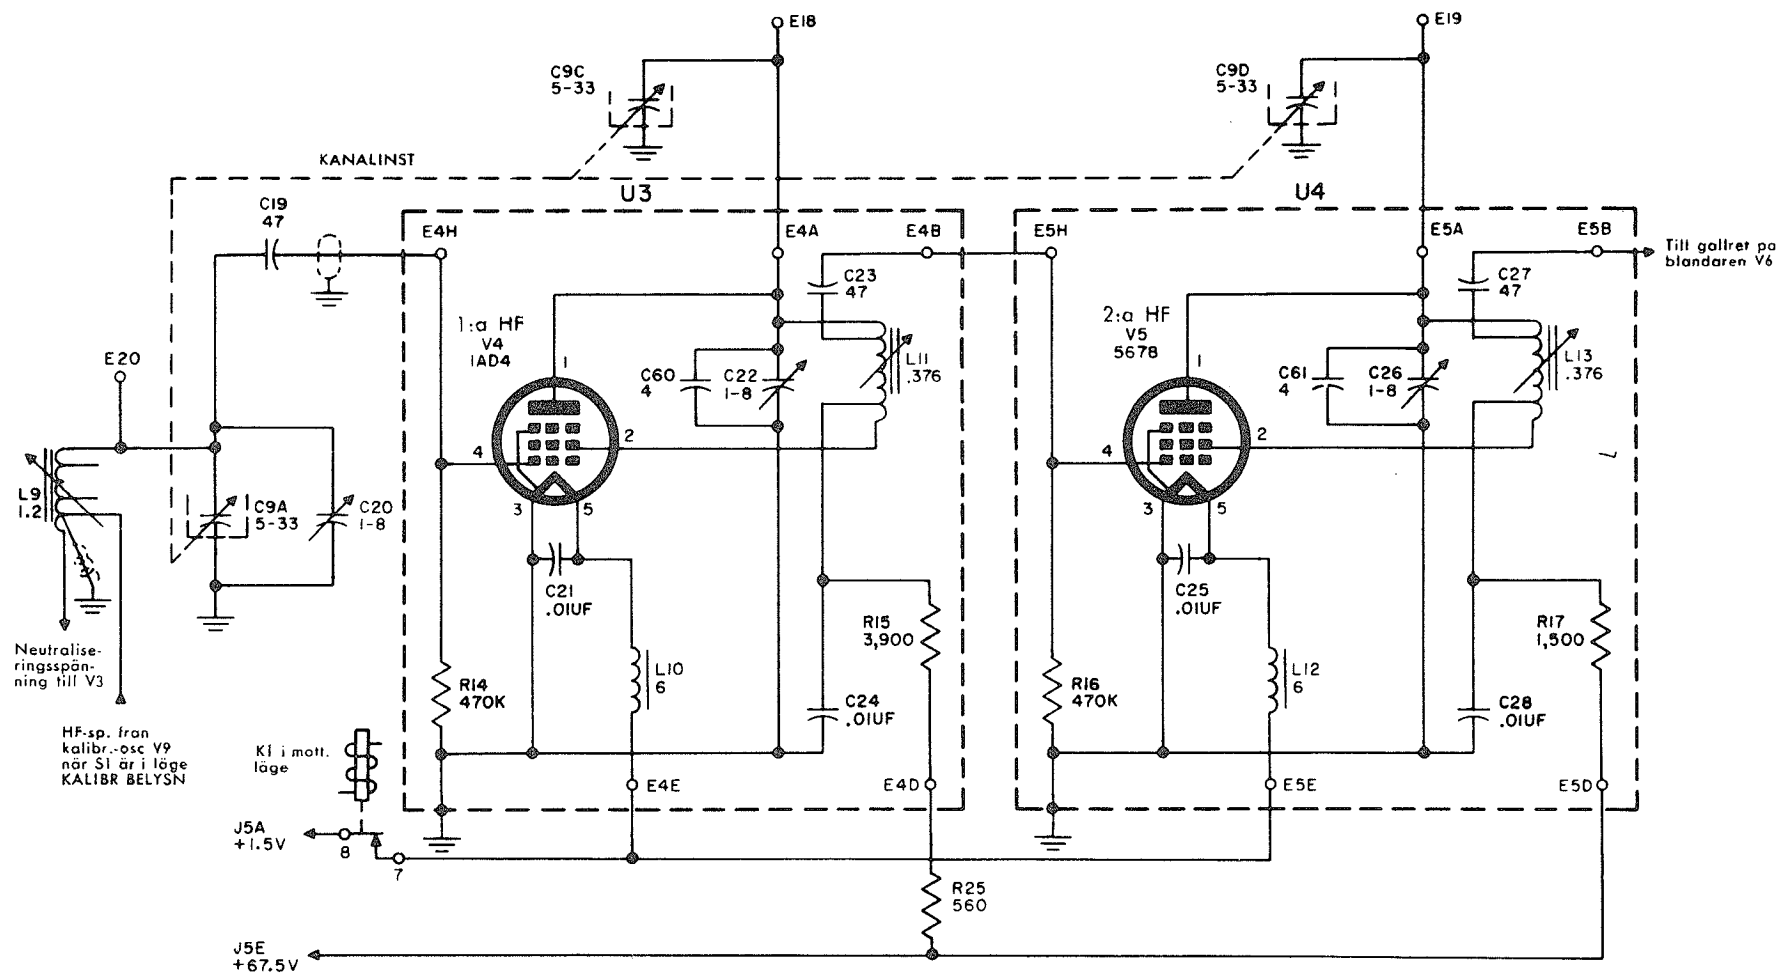 E18
E19
C9C
5-33
C9D
5-33
KANALINST
U3
U4
C19
47
E4H
E4A
E4B
E5H
E5A
E5B
Till gallret pa
blandaren V6
C23
47
C27
47
1:a HF
V4
1AD4
2:a HF
V5
5678
1
1
E20
C60
4
C22
1-8
L11
.376
C61
4
C26
1-8
L13
.376
4
2
4
2
L9
1.2
C9A
5-33
C20
1-8
3
5
3
5
C21
.01UF
C25
.01UF
R15
3,900
R17
1,500
Neutralise-
ringsspän-
ning till V3
R14
470K
L10
6
R16
470K
L12
6
C24
.01UF
C28
.01UF
HF-sp. fran
kalibr.-osc V9
när S1 är i läge
KALIBR BELYSN
K1 i mott.
läge
E4E
E4D
E5E
E5D
J5A
+1.5V
8
7
R25
560
J5E
+67.5V